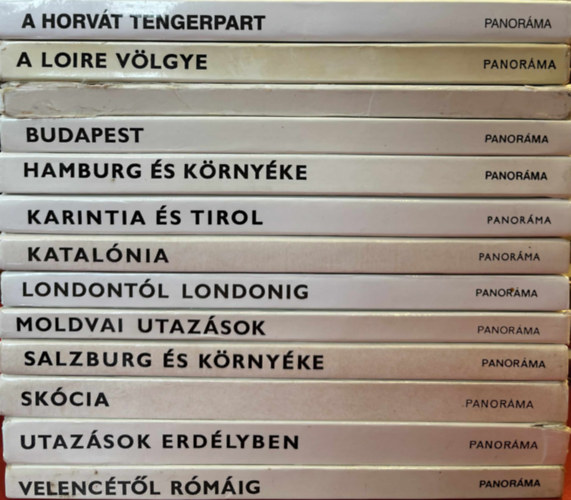 A HORVÁT TENGERPART PANORÁMA
A LOIRE VÖLGYE PANORÁMA
BUDAPEST PANORÁMA
HAMBURG ÉS KÖRNYÉKE PANORÁMA
KARINTIA ÉS TIROL PANORÁMA
KATALÓNIA PANORÁMA
LONDONTÓL LONDONIG PANORÁMA
MOLDVAI UTAZÁSOK PANORÁMA
SALZBURG ÉS KÖRNYÉKE PANORÁMA
SKÓCIA PANORÁMA
UTAZÁSOK ERDÉLYBEN PANORÁMA
VELENCÉTŐL RÓMÁIG PANORÁMA